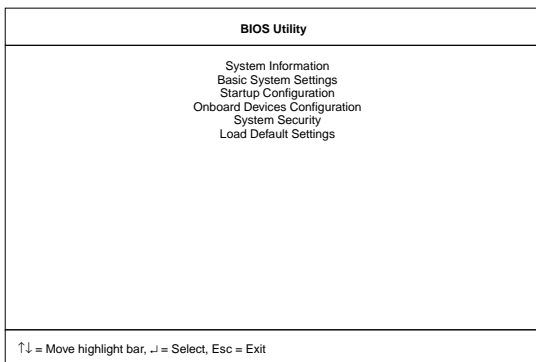 BIOS Utility
System Information
Basic System Settings
Startup Configuration
Onboard Devices Configuration
System Security
Load Default Settings
↑↓ = Move highlight bar, ↵ = Select, Esc = Exit